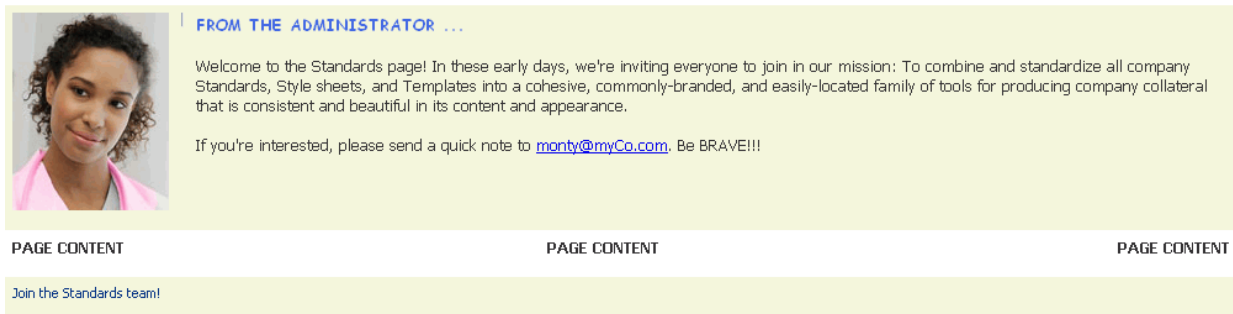 FROM THE ADMINISTRATOR ...
Welcome to the Standards page! In these early days, we're inviting everyone to join in our mission: To combine and standardize all company
Standards, Style sheets, and Templates into a cohesive, commonly-branded, and easily-located family of tools for producing company collateral
that is consistent and beautiful in its content and appearance.
If you're interested, please send a quick note to monty@myCo.com. Be BRAVE!!!
PAGE CONTENT PAGE CONTENT PAGE CONTENT
Join the Standards team!